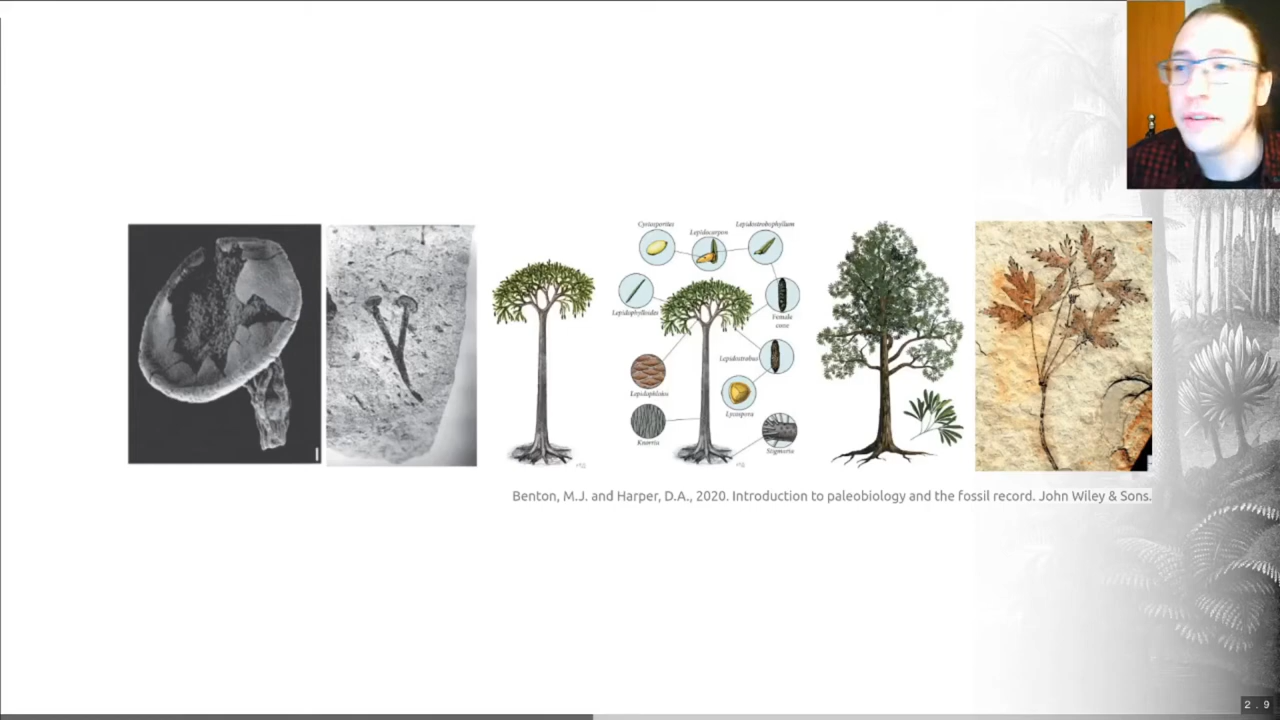 Cyclosporites
Lepidocarpon
Lepidostrobophyllum
Lepidophylloides
Female
cone
Lepidostrobus
Lepidophloios
Lycospora
Knorria
Stigmaria
Benton, M.J. and Harper, D.A., 2020. Introduction to paleobiology and the fossil record. John Wiley & Sons.
2.9